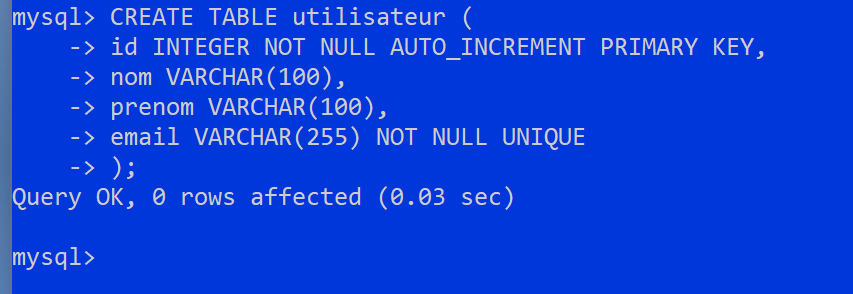 mysql> CREATE TABLE utilisateur (
    -> id INTEGER NOT NULL AUTO_INCREMENT PRIMARY KEY,
    -> nom VARCHAR(100),
    -> prenom VARCHAR(100),
    -> email VARCHAR(255) NOT NULL UNIQUE
    -> );
Query OK, 0 rows affected (0.03 sec)
mysql>